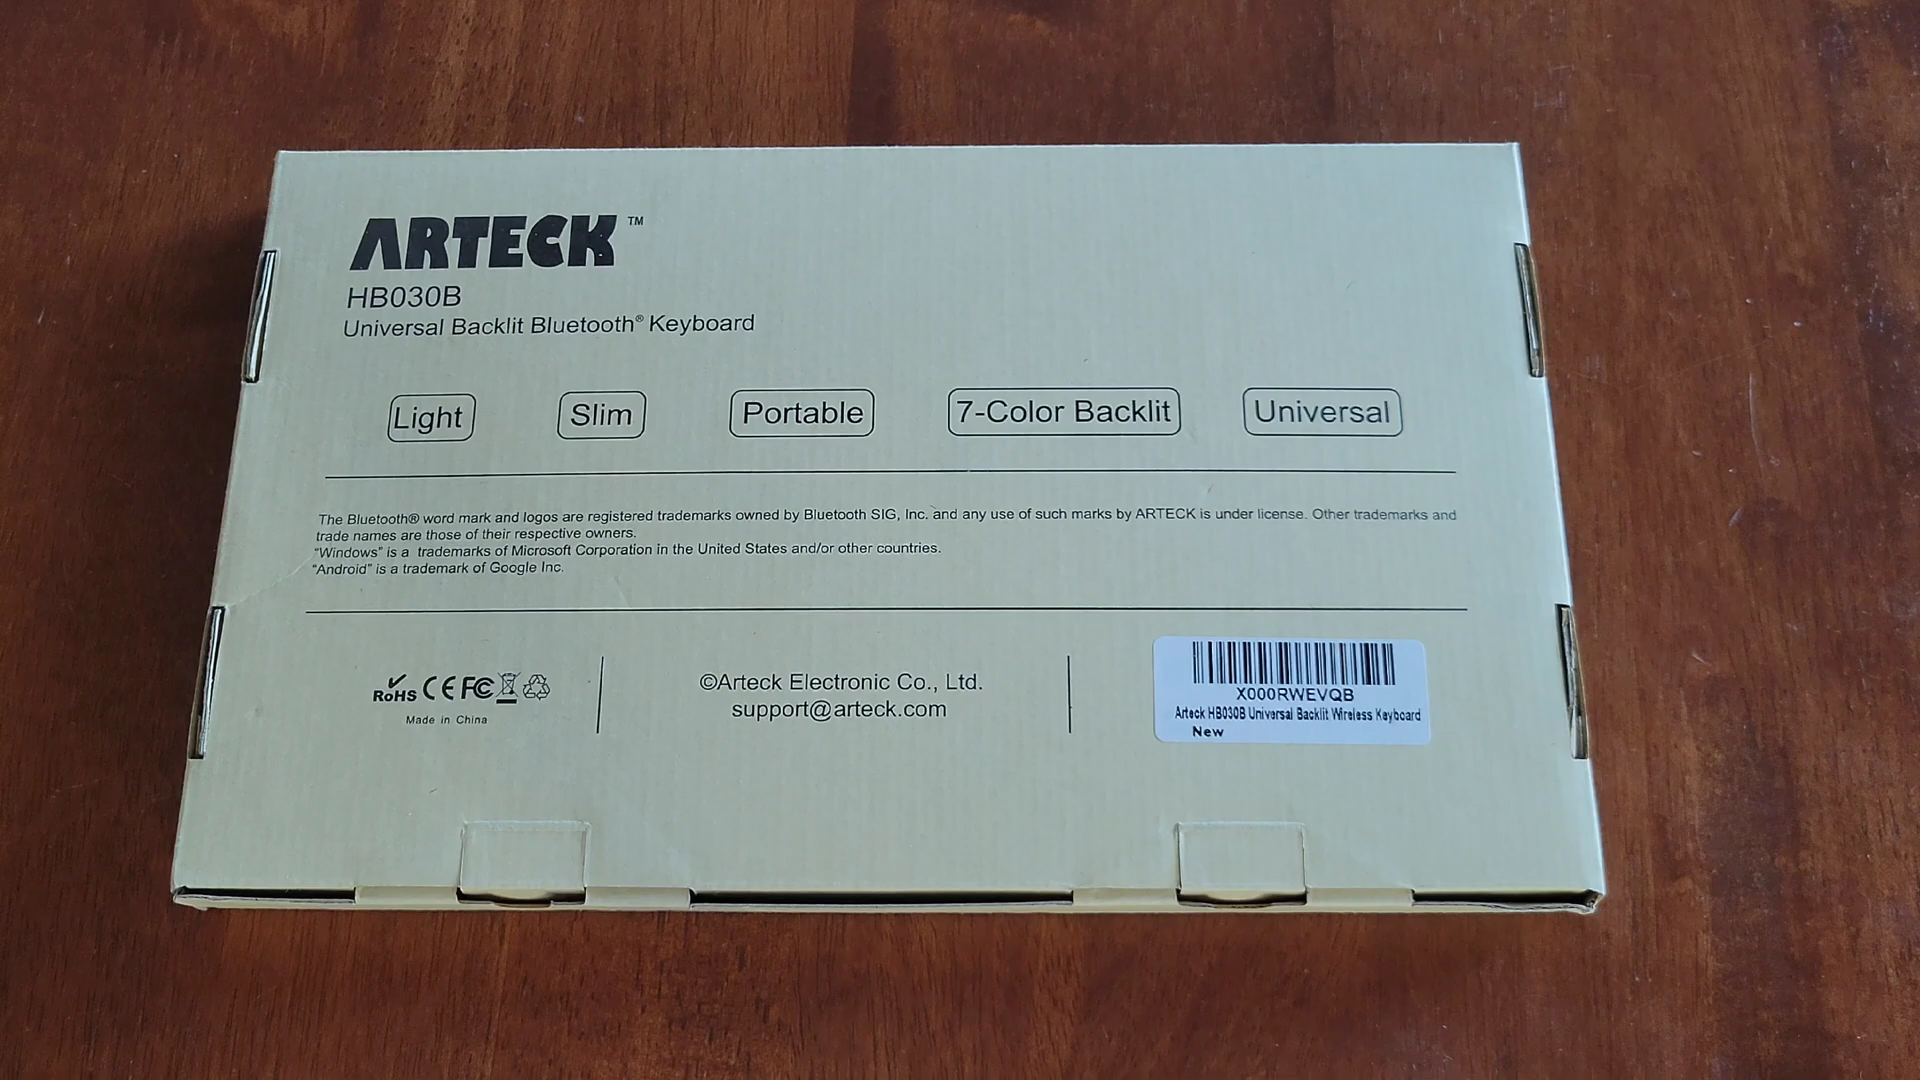 ARTECK™
HB030B
Universal Backlit Bluetooth® Keyboard
Light
Slim
Portable
7-Color Backlit
Universal
The Bluetooth® word mark and logos are registered trademarks owned by Bluetooth SIG, Inc. and any use of such marks by ARTECK is under license. Other trademarks and
trade names are those of their respective owners.
“Windows” is a trademarks of Microsoft Corporation in the United States and/or other countries.
“Android” is a trademark of Google Inc.
RoHS CE FC
Made in China
©Arteck Electronic Co., Ltd.
support@arteck.com
X000RWEVQB
Arteck HB030B Universal Backlit Wireless Keyboard
New